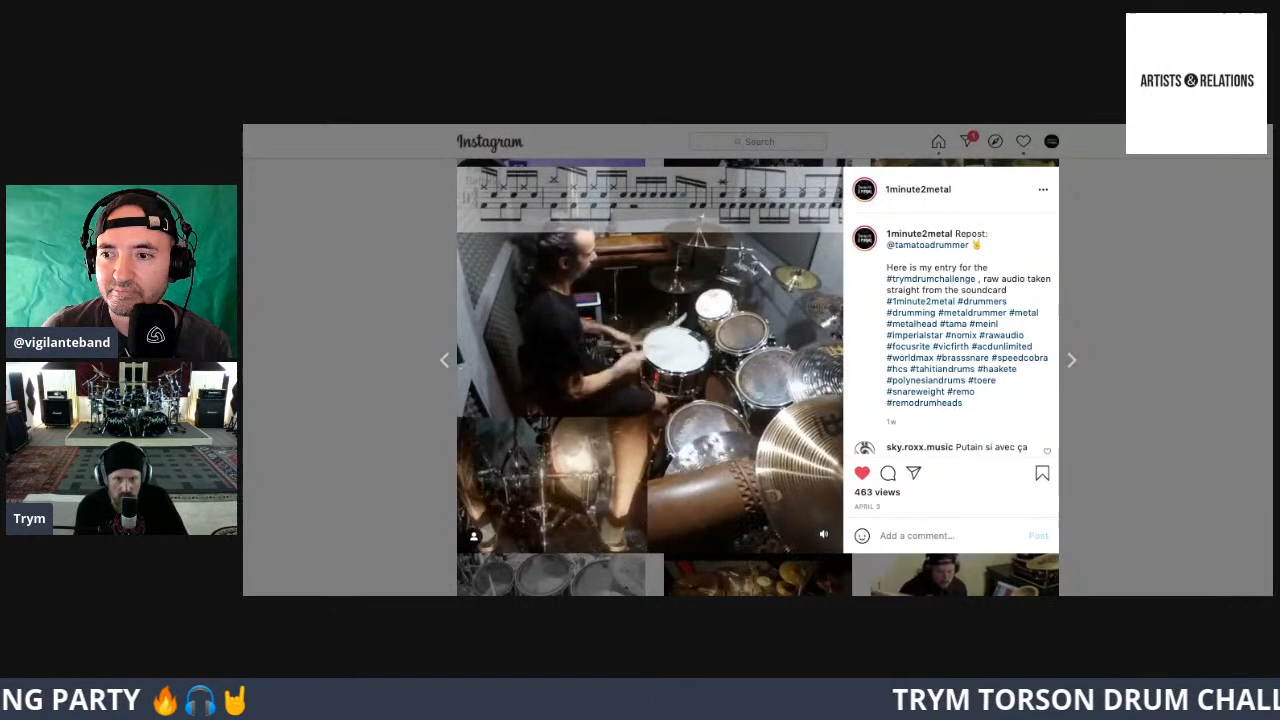 ARTISTS & RELATIONS
Instagram
Search
1
1minute2metal
1minute2metal Repost:
@tamatoadrummer 🤘
Here is my entry for the
#trymdrumchallenge , raw audio taken
straight from the soundcard
#1minute2metal #drummers
#drumming #metaldrummer #metal
#metalhead #tama #meinl
#imperialstar #nomix #rawaudio
#focusrite #vicfirth #acdunlimited
#worldmax #brasssnare #speedcobra
#hcs #tahitiandrums #haakete
#polynesiandrums #toere
#snareweight #remo
#remodrumheads
1w
sky.roxx.music Putain si avec ça
463 views
APRIL 3
Add a comment...
Post
@vigilanteband
Trym
NG PARTY 🔥🎧🤘
TRYM TORSON DRUM CHALL